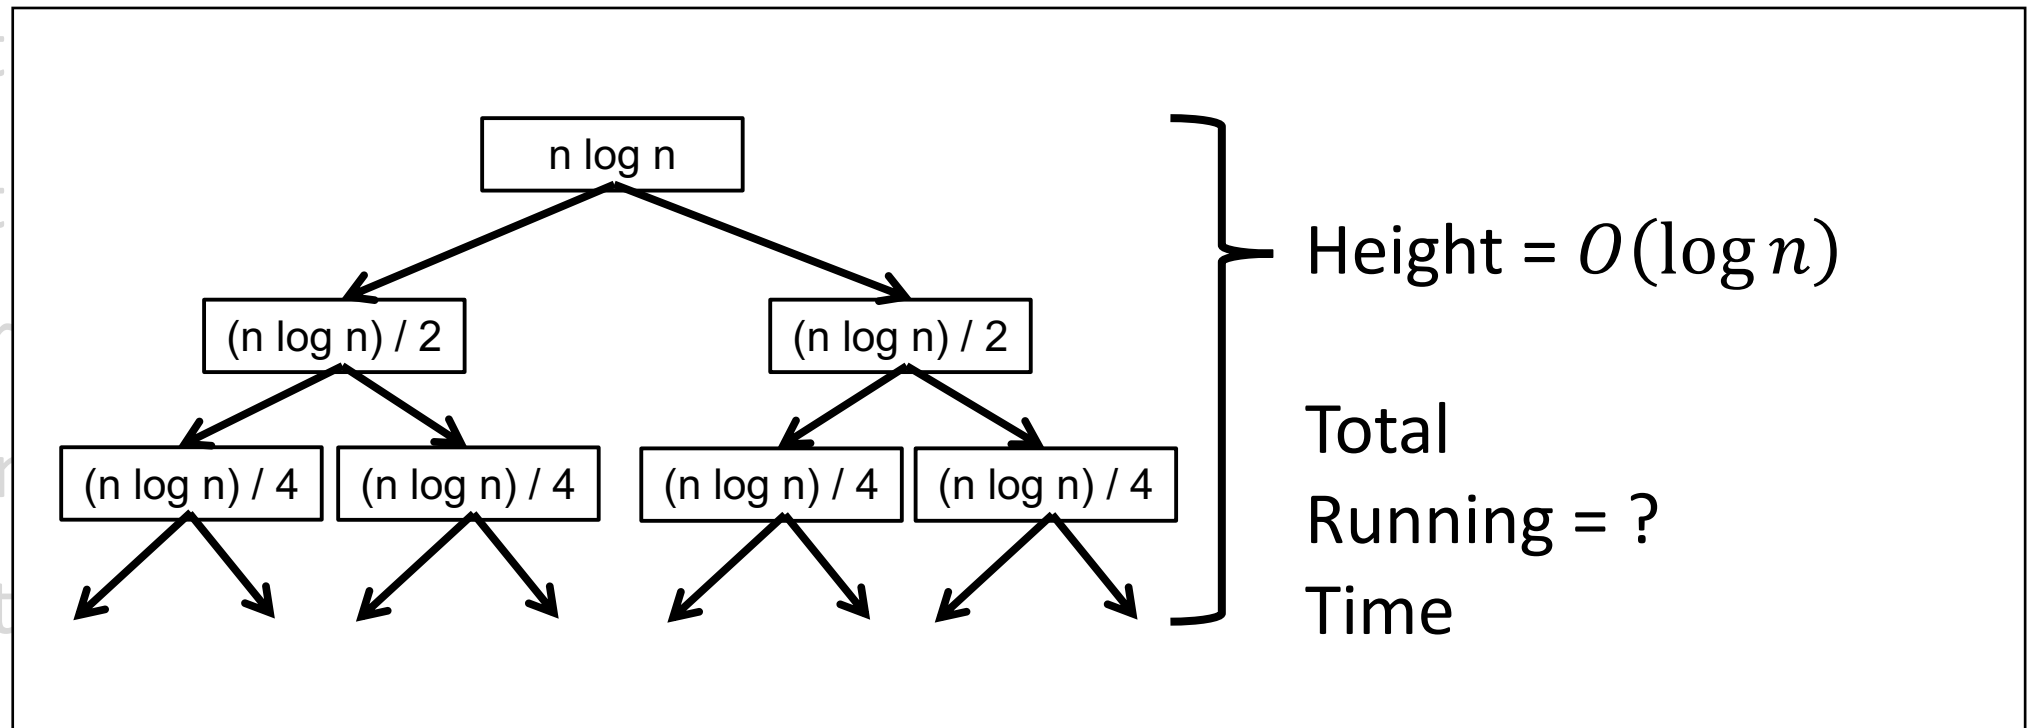 n log n
(n log n) / 2
(n log n) / 2
(n log n) / 4
(n log n) / 4
(n log n) / 4
(n log n) / 4
Height = O(log n)
Total
Running = ?
Time